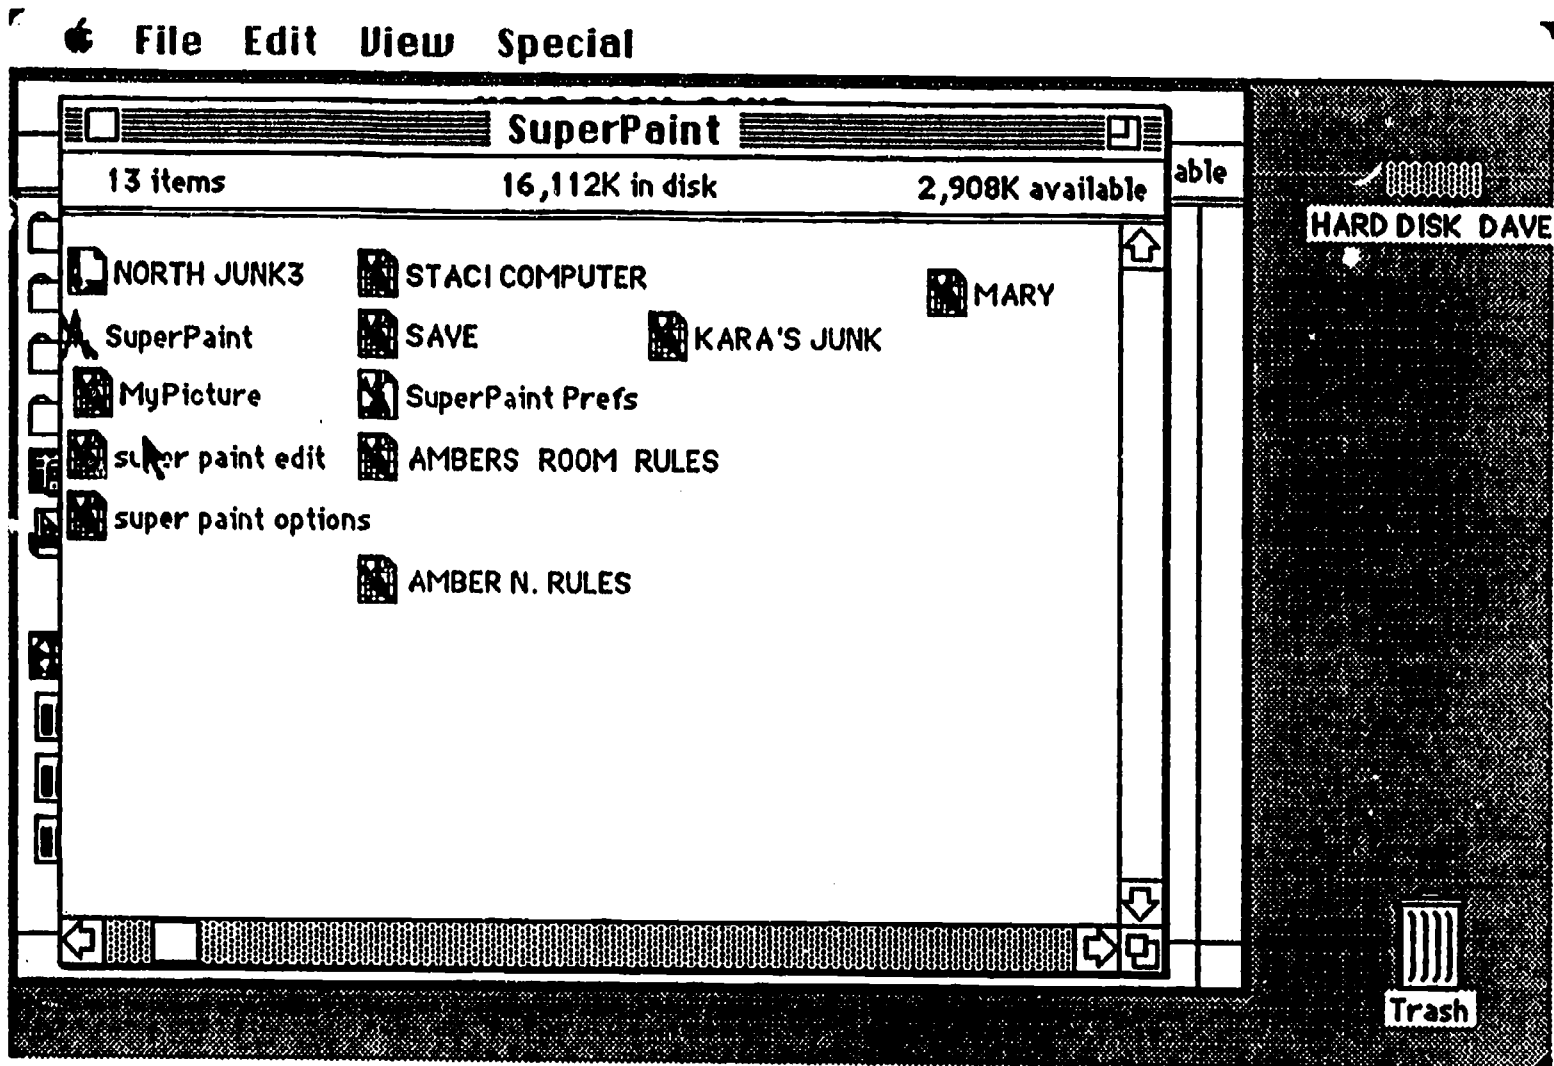 File Edit View Special
SuperPaint
13 items 16,112K in disk 2,908K available
able
HARD DISK DAVE
NORTH JUNK3 STACI COMPUTER MARY
SuperPaint SAVE KARA'S JUNK
MyPicture SuperPaint Prefs
super paint edit AMBERS ROOM RULES
super paint options
AMBER N. RULES
Trash